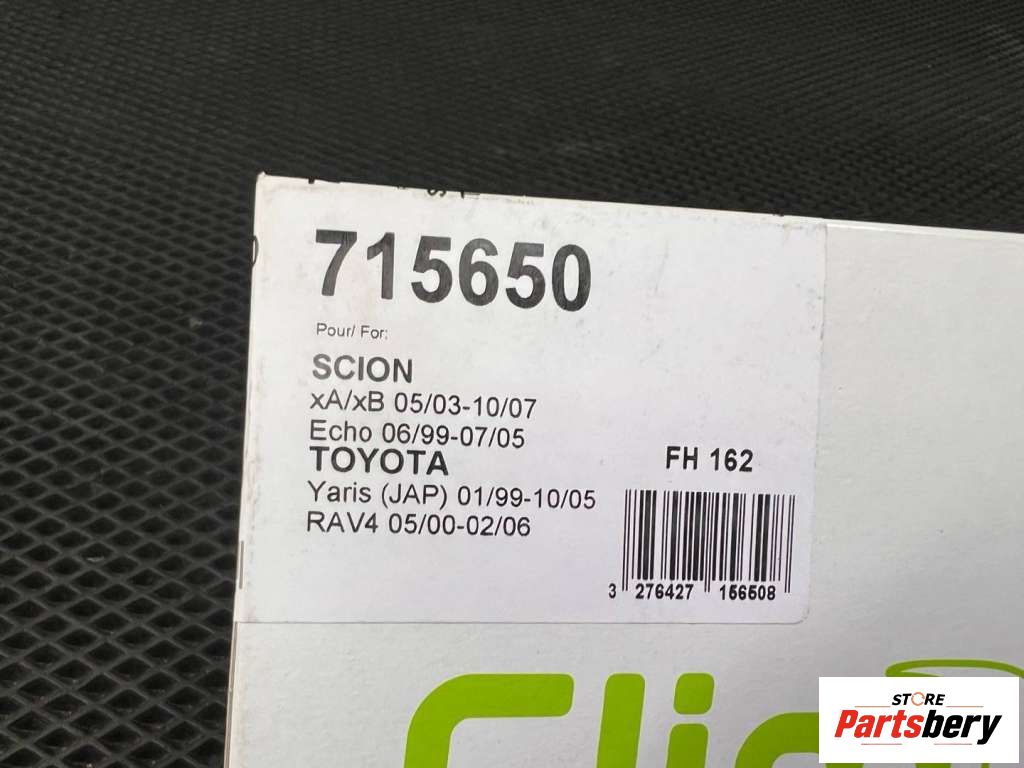 715650
Pour/ For:
SCION
xA/xB 05/03-10/07
Echo 06/99-07/05
TOYOTA
FH 162
Yaris (JAP) 01/99-10/05
RAV4 05/00-02/06
3 276427 156508
STORE
Partsbery